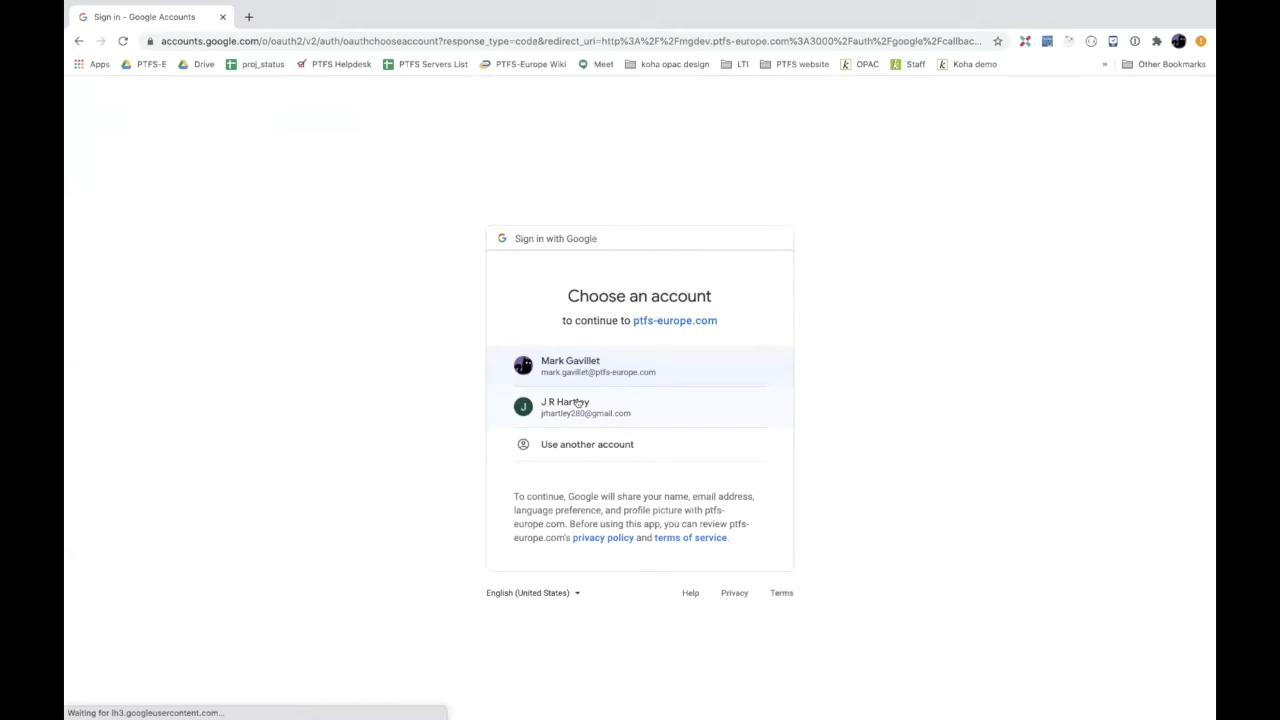 Sign in - Google Accounts
accounts.google.com/o/oauth2/v2/auth/oauthchooseaccount?response_type=code&redirect_uri=http%3A%2F%2Fmgdev.ptfs-europe.com%3A3000%2Fauth%2Fgoogle%2Fcallbac...
Apps PTFS-E Drive proj_status PTFS Helpdesk PTFS Servers List PTFS-Europe Wiki Meet koha opac design LTI PTFS website OPAC Staff Koha demo » Other Bookmarks
Sign in with Google
Choose an account
to continue to ptfs-europe.com
Mark Gavillet
mark.gavillet@ptfs-europe.com
J J R Hartley
jrhartley280@gmail.com
Use another account
To continue, Google will share your name, email address,
language preference, and profile picture with ptfs-
europe.com. Before using this app, you can review ptfs-
europe.com's privacy policy and terms of service.
English (United States) Help Privacy Terms
Waiting for lh3.googleusercontent.com...